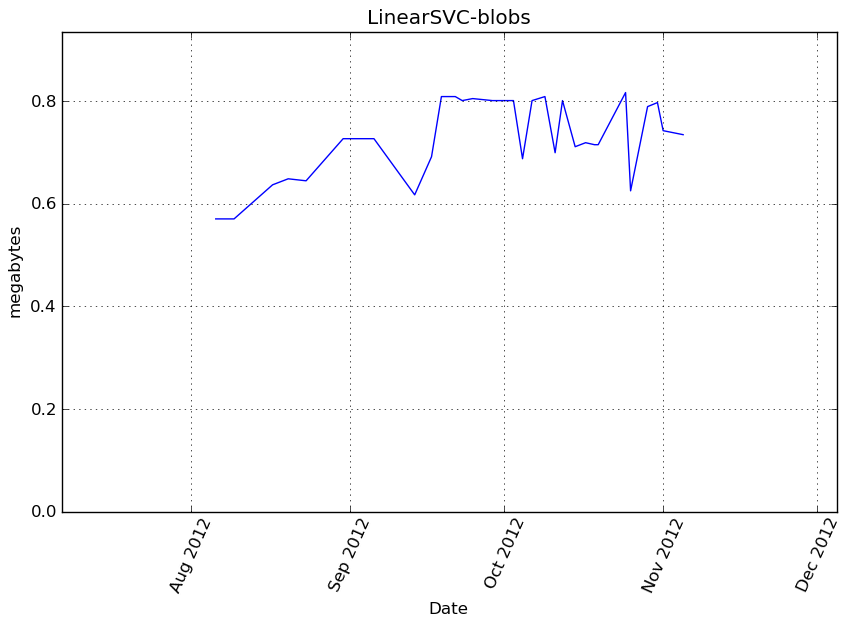 LinearSVC-blobs
megabytes
0.8
0.6
0.4
0.2
0.0
Aug 2012
Sep 2012
Oct 2012
Nov 2012
Dec 2012
Date